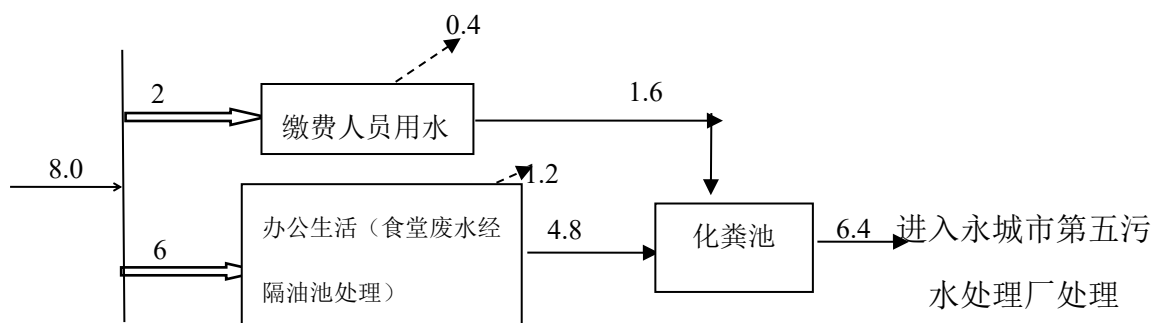 0.4
2
缴费人员用水
1.6
8.0
1.2
办公生活（食堂废水经
隔油池处理）
6
4.8
化粪池
6.4
进入永城市第五污
水处理厂处理